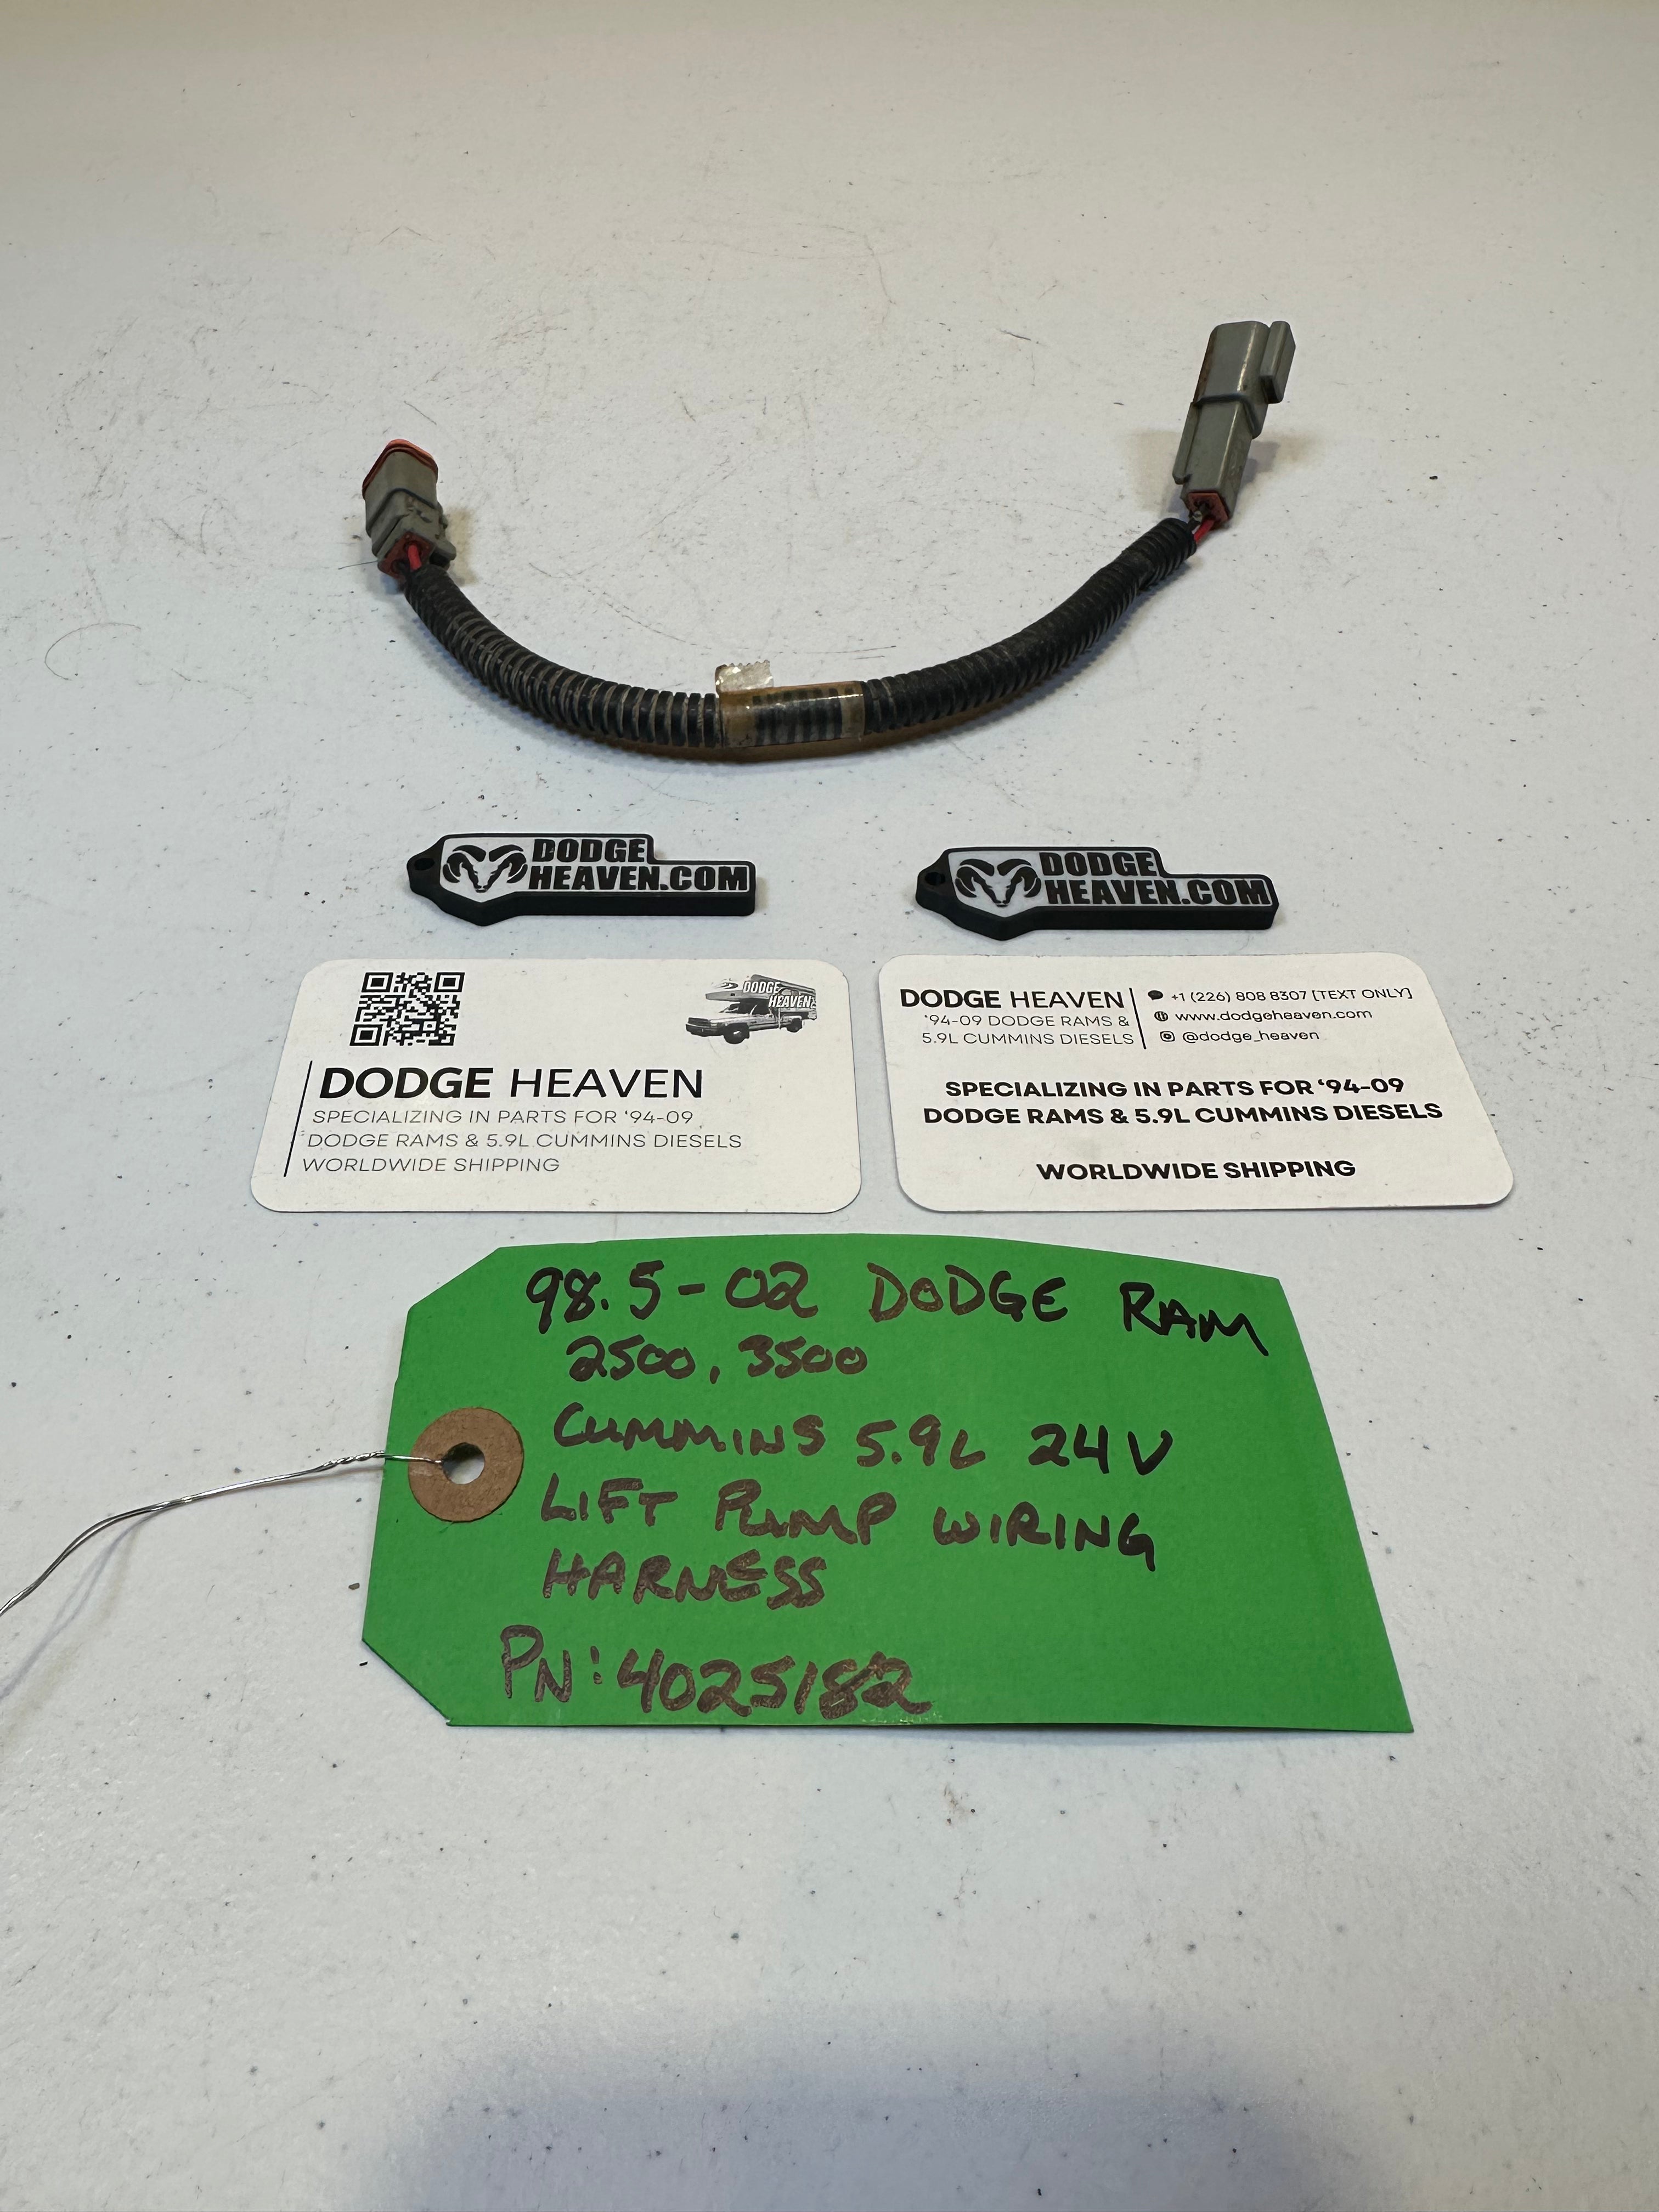 DODGE
HEAVEN.COM
DODGE
HEAVEN.COM
DODGE
HEAVEN
DODGE HEAVEN
SPECIALIZING IN PARTS FOR '94-09
DODGE RAMS & 5.9L CUMMINS DIESELS
WORLDWIDE SHIPPING
DODGE HEAVEN
'94-09 DODGE RAMS &
5.9L CUMMINS DIESELS
+1 (226) 808 8307 [TEXT ONLY]
www.dodgeheaven.com
@dodge_heaven
SPECIALIZING IN PARTS FOR '94-09
DODGE RAMS & 5.9L CUMMINS DIESELS
WORLDWIDE SHIPPING
98.5-02 DODGE RAM
2500, 3500
CUMMINS 5.9L 24V
LIFT PUMP WIRING
HARNESS
PN: 4025182